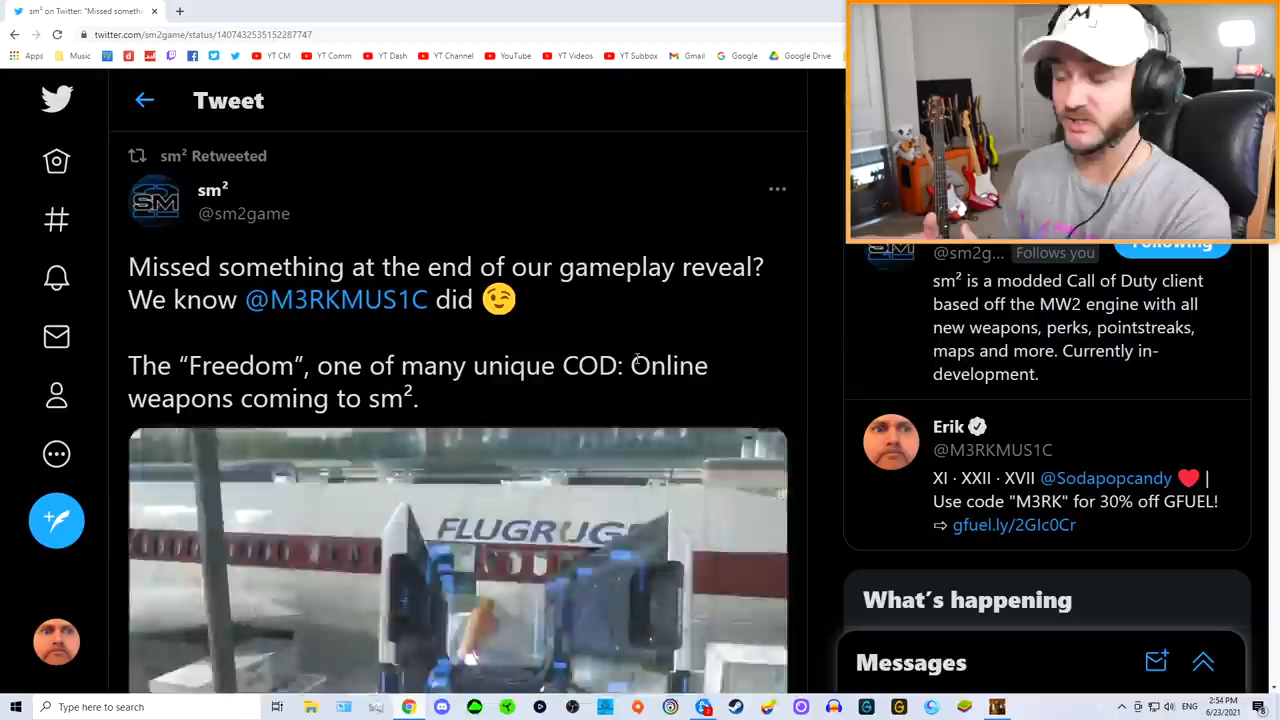 sm² on Twitter: "Missed somethin
twitter.com/sm2game/status/1407432535152287747
Apps
Music
YT CM
YT Comm
YT Dash
YT Channel
YouTube
YT Videos
YT Subbox
Gmail
Google
Google Drive
Tweet
sm² Retweeted
sm²
@sm2game
Missed something at the end of our gameplay reveal?
We know @M3RKMUS1C did 😉
The “Freedom”, one of many unique COD: Online
weapons coming to sm².
FLUGRUG
@sm2g... Follows you
Following
sm² is a modded Call of Duty client
based off the MW2 engine with all
new weapons, perks, pointstreaks,
maps and more. Currently in-
development.
Erik
@M3RKMUS1C
XI · XXII · XVII @Sodapopcandy ❤️ |
Use code "M3RK" for 30% off GFUEL!
⇨ gfuel.ly/2GIc0Cr
What's happening
Messages
Type here to search
2:54 PM
6/23/2021